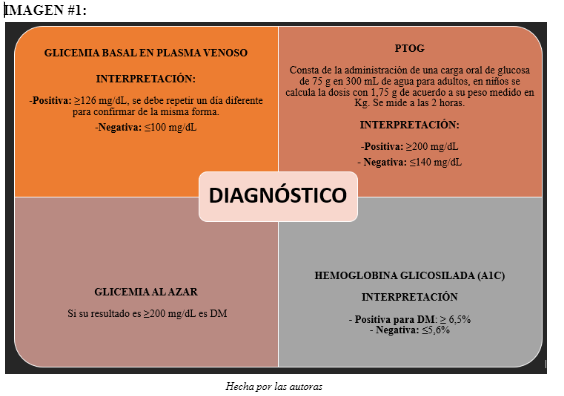 IMAGEN #1:
GLICEMIA BASAL EN PLASMA VENOSO
INTERPRETACIÓN:
-Positiva: ≥126 mg/dL, se debe repetir un día diferente
para confirmar de la misma forma.
-Negativa: ≤100 mg/dL
PTOG
Consta de la administración de una carga oral de glucosa
de 75 g en 300 mL de agua para adultos, en niños se
calcula la dosis con 1,75 g de acuerdo a su peso medido en
Kg. Se mide a las 2 horas.
INTERPRETACIÓN:
-Positiva: ≥200 mg/dL
- Negativa: ≤140 mg/dL
DIAGNÓSTICO
GLICEMIA AL AZAR
Si su resultado es ≥200 mg/dL es DM
HEMOGLOBINA GLICOSILADA (A1C)
INTERPRETACIÓN
- Positiva para DM: ≥ 6,5%
- Negativa: ≤5,6%
Hecha por las autoras